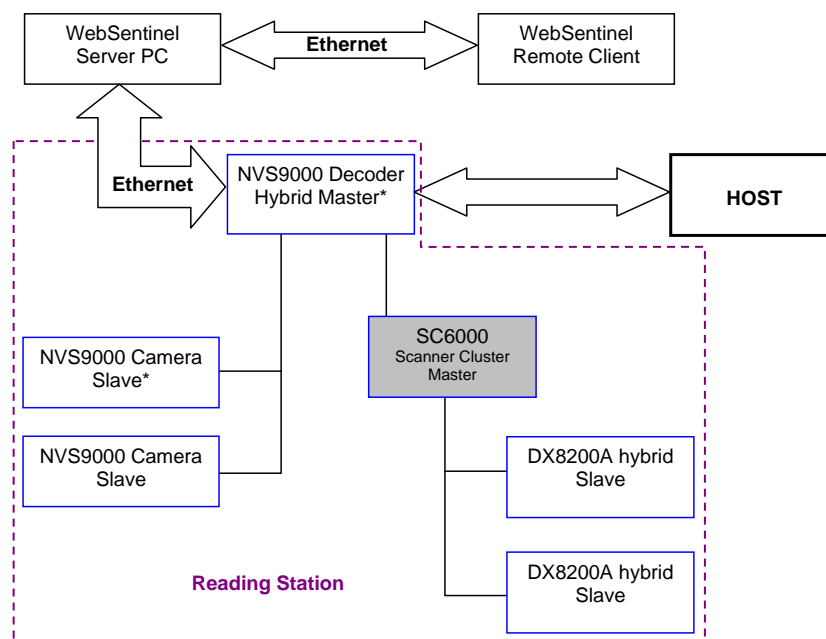 WebSentinel
Server PC
Ethernet
WebSentinel
Remote Client
Ethernet
NVS9000 Decoder
Hybrid Master*
HOST
SC6000
Scanner Cluster
Master
NVS9000 Camera
Slave*
NVS9000 Camera
Slave
DX8200A hybrid
Slave
DX8200A hybrid
Slave
Reading Station